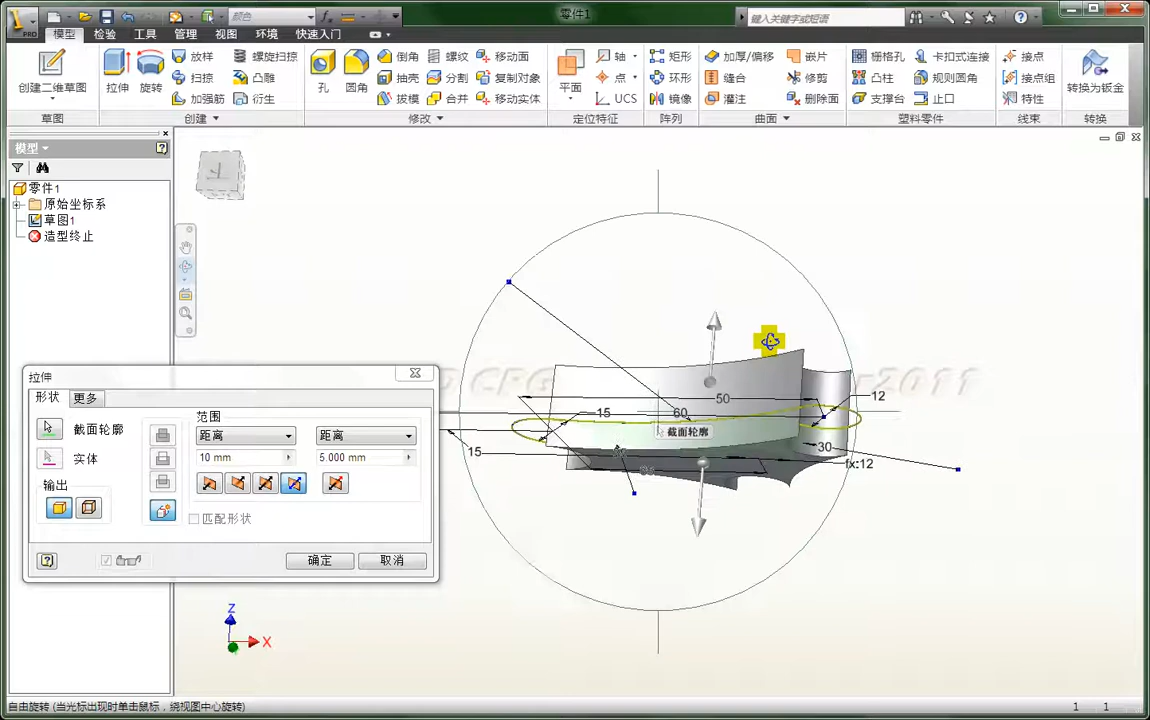 PRO
颜色
零件1
键入关键字或短语
模型 检验 工具 管理 视图 环境 快速入门
创建二维草图
草图
拉伸 旋转 放样 扫掠 加强筋 螺旋扫掠 凸雕 衍生
创建
孔 圆角 倒角 抽壳 拔模 螺纹 分割 合并 移动面 复制对象 移动实体
修改
平面 轴 点 UCS
定位特征
矩形 环形 镜像
阵列
加厚/偏移 缝合 灌注 嵌片 修剪 删除面
曲面
栅格孔 凸柱 支撑台 卡扣式连接 规则圆角 止口
塑料零件
接点 接点组 特性
线束
转换为钣金
转换
模型
零件1
原始坐标系
草图1
造型终止
拉伸
形状 更多
截面轮廓
实体
输出
范围
距离 距离
10 mm 5.000 mm
匹配形状
确定 取消
50
12
15
60
截面轮廓
15
30
fx:12
Z
X
自由旋转 (当光标出现时单击鼠标，绕视图中心旋转)
1 1